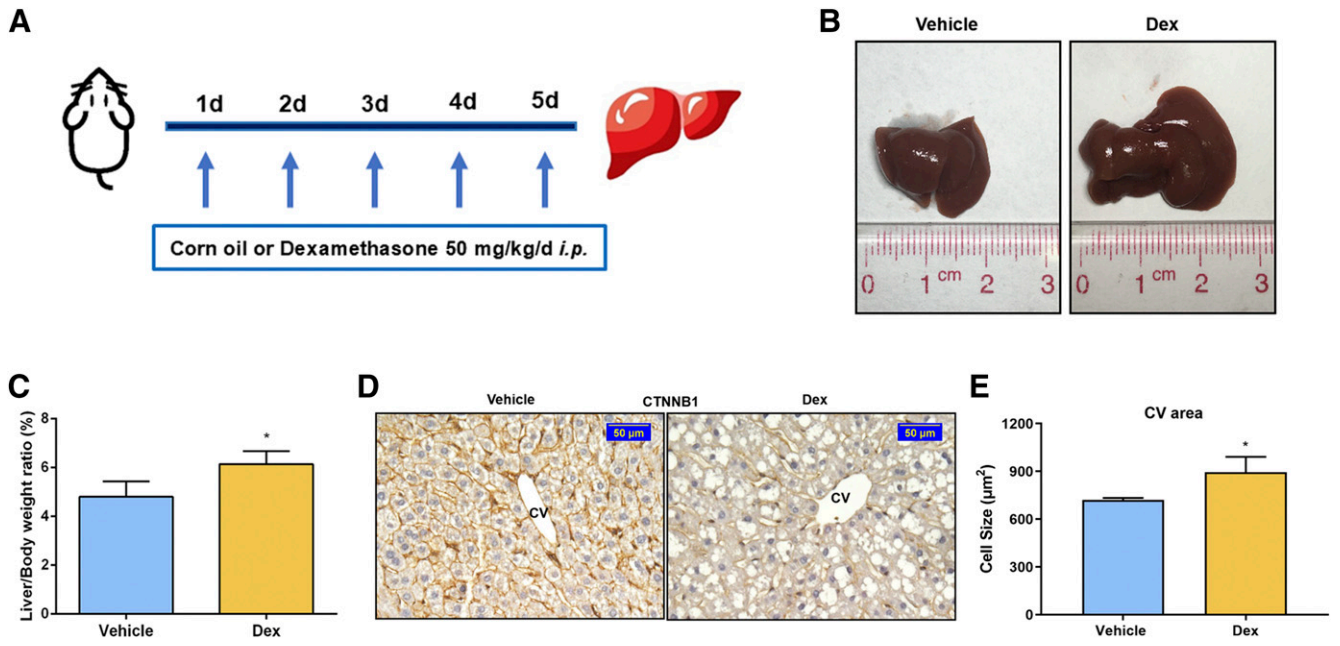 A
1d 2d 3d 4d 5d
Corn oil or Dexamethasone 50 mg/kg/d i.p.
B
Vehicle Dex
0 1 cm 2 3
0 1 cm 2 3
C
Liver/Body weight ratio (%)
8
6
4
2
0
*
Vehicle Dex
D
Vehicle CTNNB1 Dex
50 µm
50 µm
CV
CV
E
CV area
Cell Size (µm²)
1200
900
600
300
0
*
Vehicle Dex